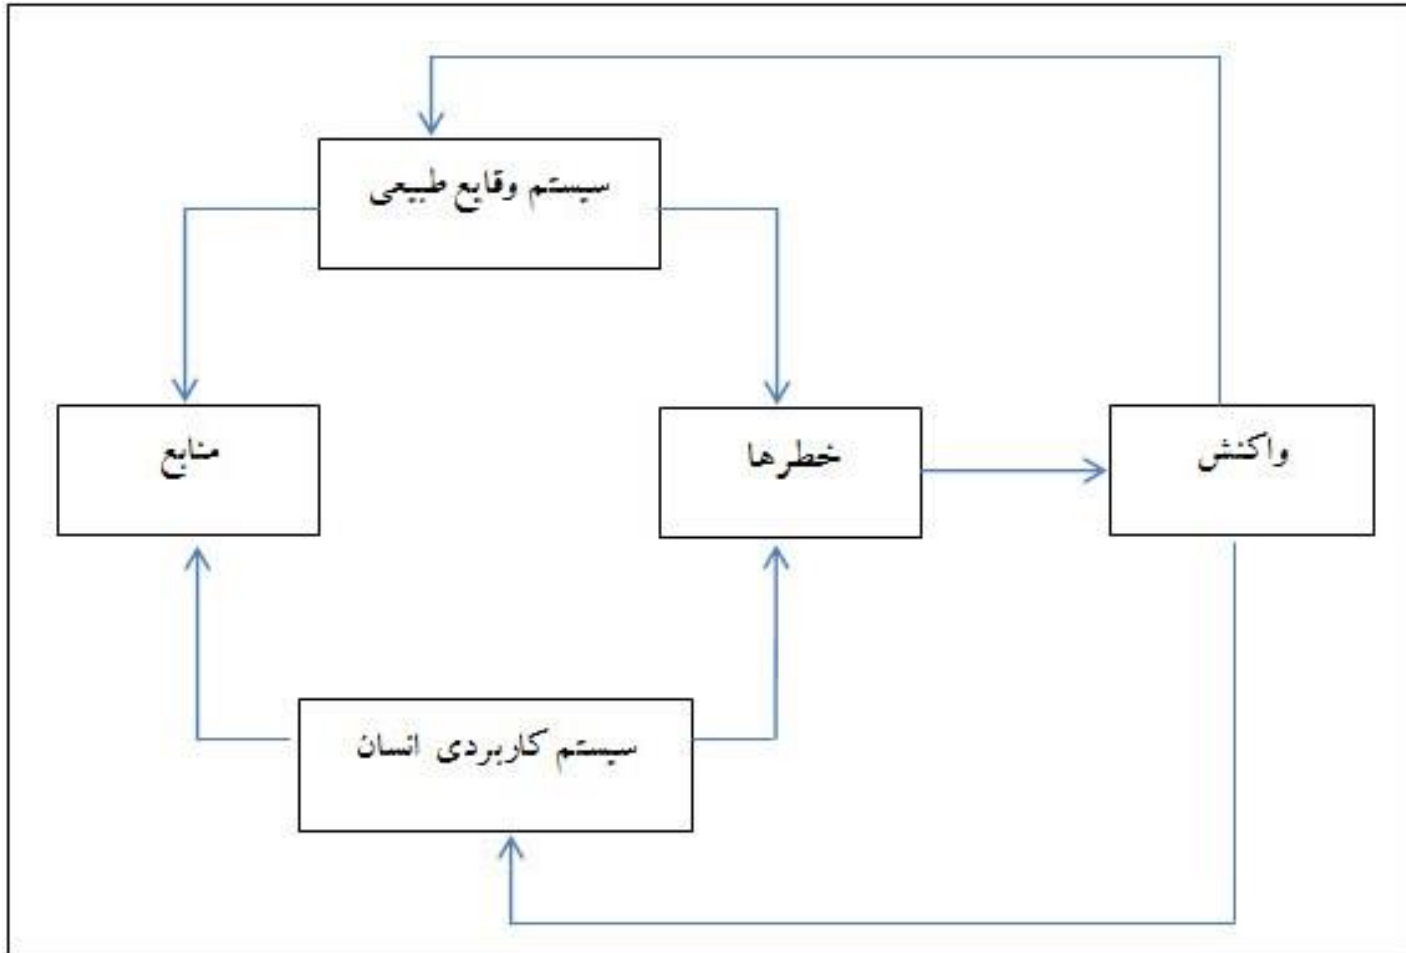 سیستم وقایع طبیعی
واکنش
خطرها
منابع
سیستم کاربردی انسان